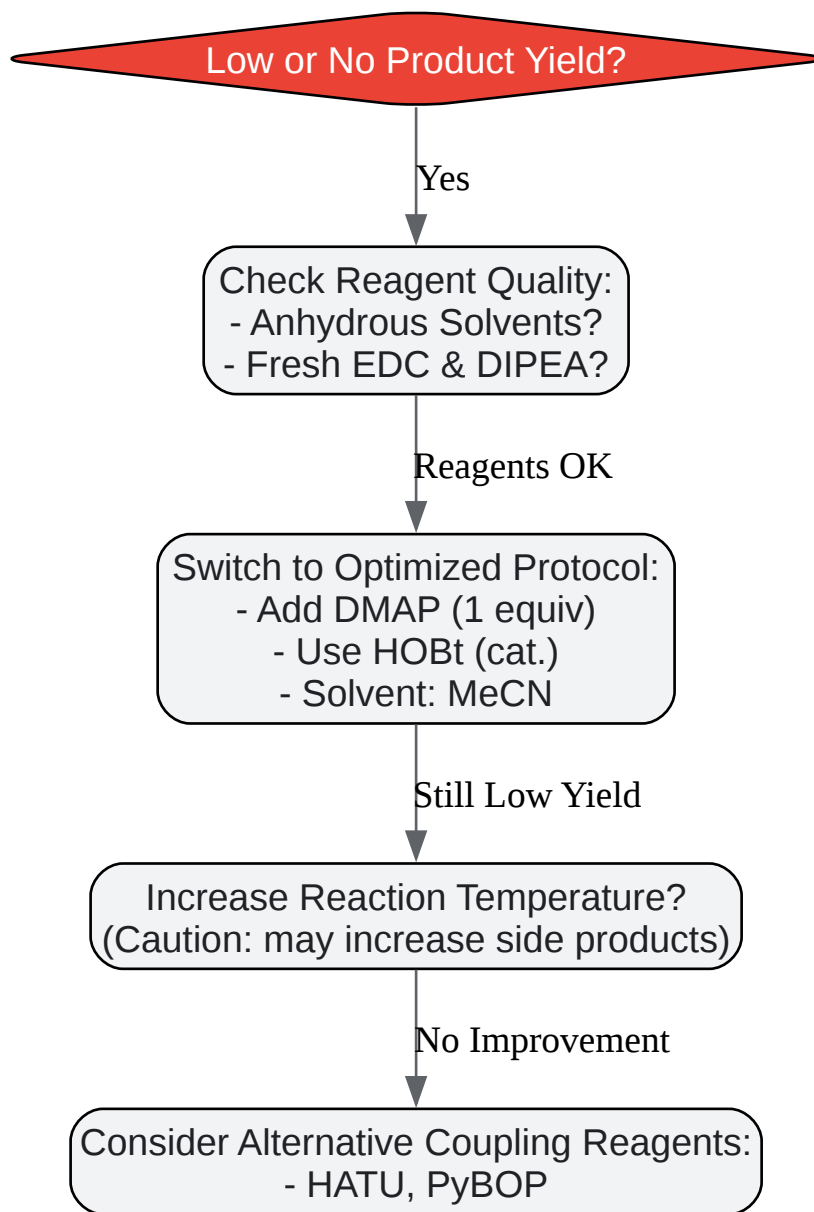 Low or No Product Yield?
Yes
Check Reagent Quality:
- Anhydrous Solvents?
- Fresh EDC & DIPEA?
Reagents OK
Switch to Optimized Protocol:
- Add DMAP (1 equiv)
- Use HOBt (cat.)
- Solvent: MeCN
Still Low Yield
Increase Reaction Temperature?
(Caution: may increase side products)
No Improvement
Consider Alternative Coupling Reagents:
- HATU, PyBOP